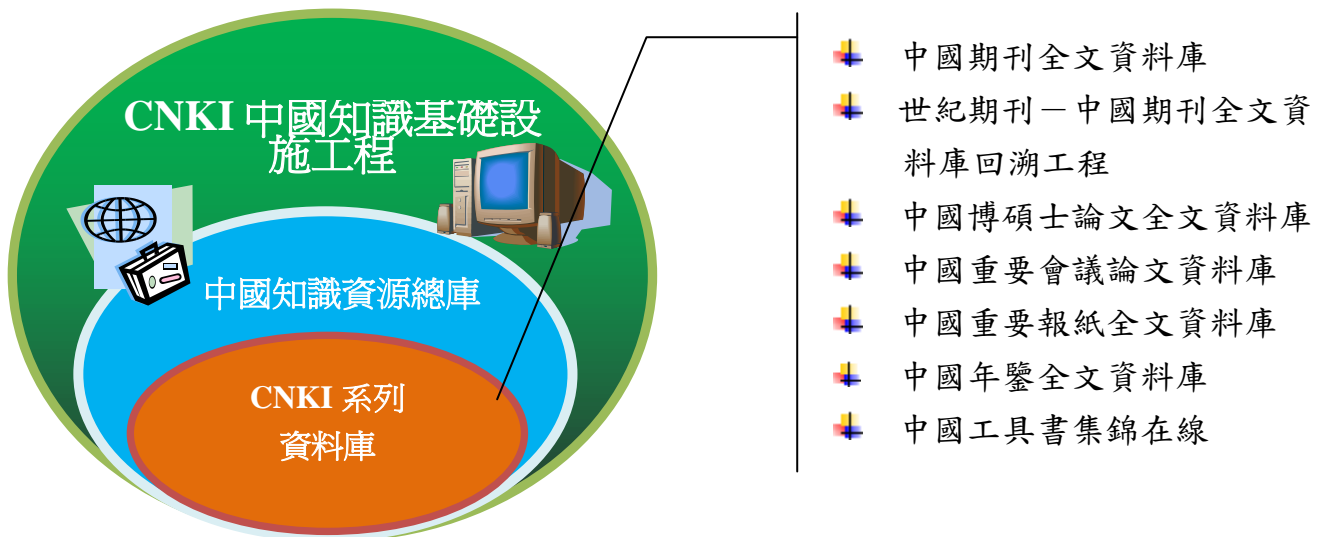 CNKI 中國知識基礎設
施工程
中國知識資源總庫
CNKI 系列
資料庫
中國期刊全文資料庫
世紀期刊－中國期刊全文資
料庫回溯工程
中國博碩士論文全文資料庫
中國重要會議論文資料庫
中國重要報紙全文資料庫
中國年鑒全文資料庫
中國工具書集錦在線